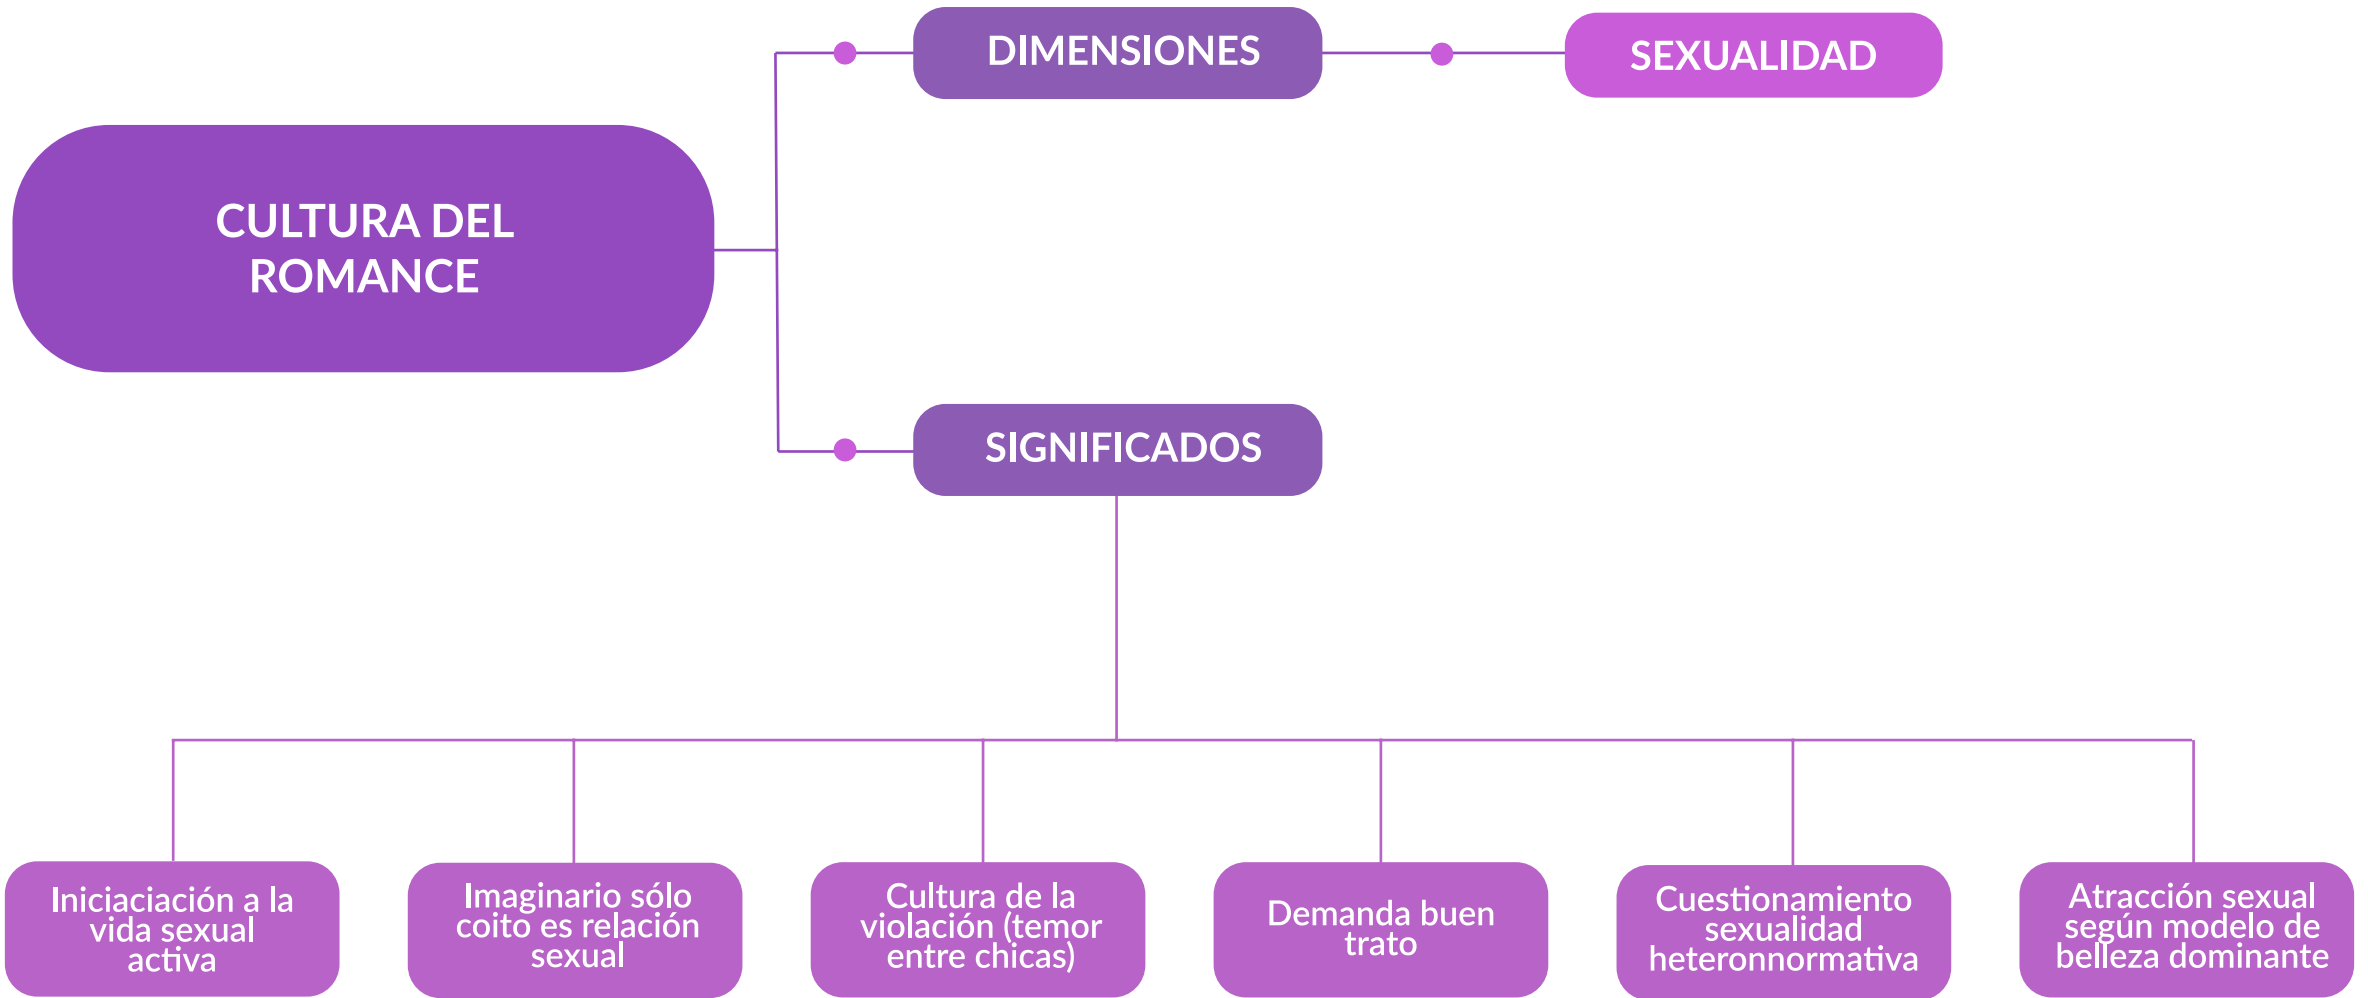 DIMENSIONES
SEXUALIDAD
CULTURA DEL
ROMANCE
SIGNIFICADOS
Iniciaciación a la
vida sexual
activa
Imaginario sólo
coito es relación
sexual
Cultura de la
violación (temor
entre chicas)
Demanda buen
trato
Cuestionamiento
sexualidad
heteronnormativa
Atracción sexual
según modelo de
belleza dominante